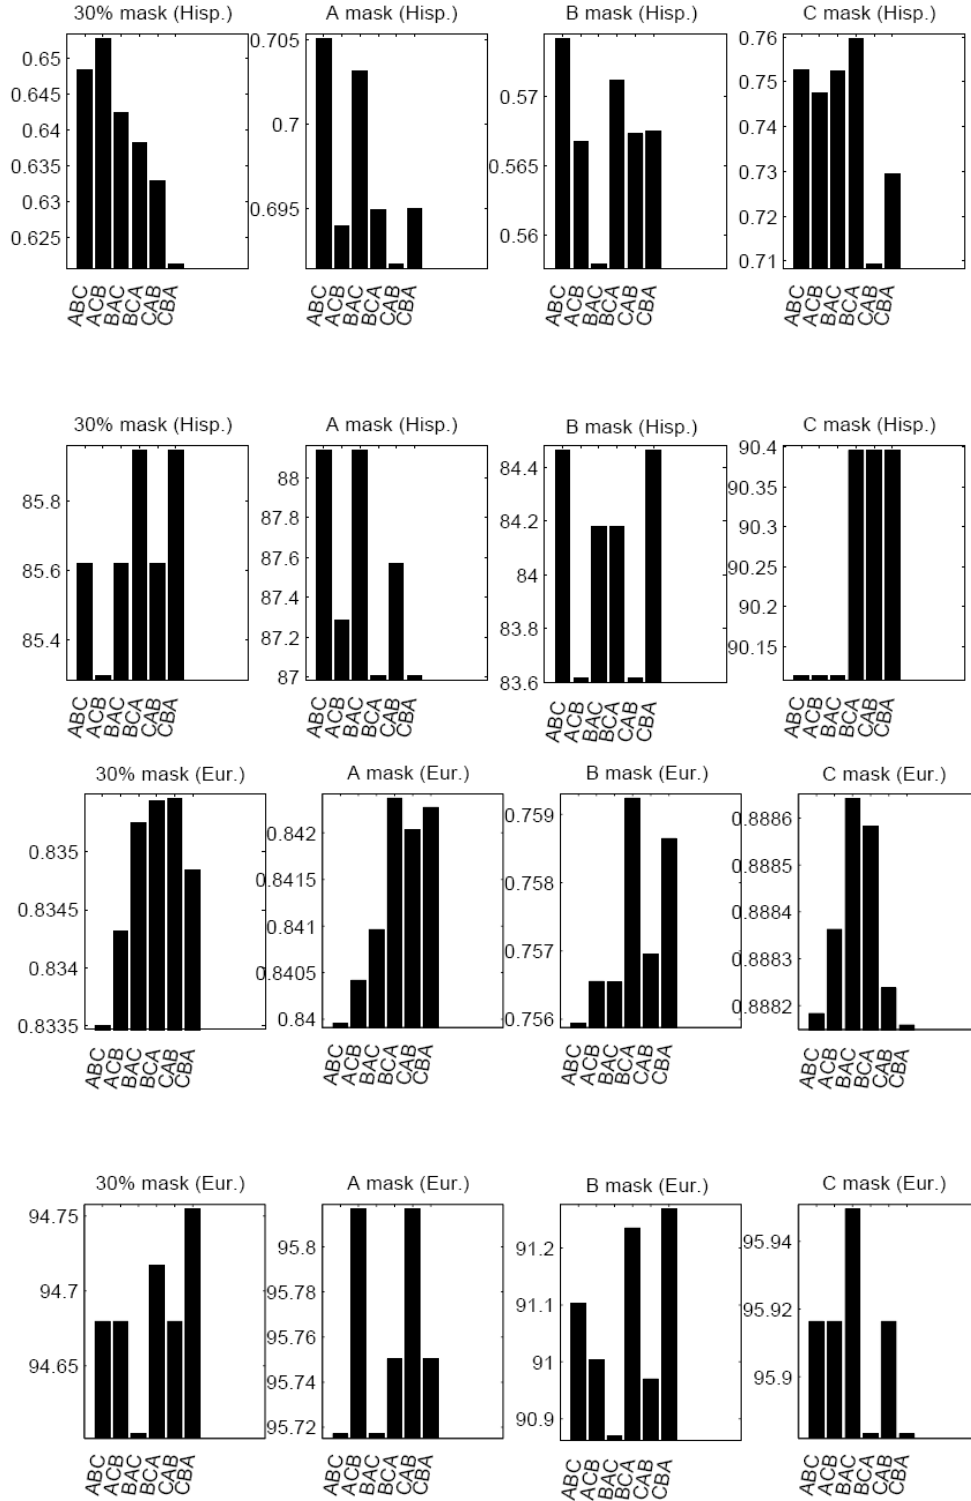 30% mask (Hisp.)
0.65
0.645
0.64
0.635
0.63
0.625
ABC
ACB
BAC
BCA
CAB
CBA
A mask (Hisp.)
0.705
0.7
0.695
ABC
ACB
BAC
BCA
CAB
CBA
B mask (Hisp.)
0.57
0.565
0.56
ABC
ACB
BAC
BCA
CAB
CBA
C mask (Hisp.)
0.76
0.75
0.74
0.73
0.72
0.71
ABC
ACB
BAC
BCA
CAB
CBA
30% mask (Hisp.)
85.8
85.6
85.4
ABC
ACB
BAC
BCA
CAB
CBA
A mask (Hisp.)
88
87.8
87.6
87.4
87.2
87
ABC
ACB
BAC
BCA
CAB
CBA
B mask (Hisp.)
84.4
84.2
84
83.8
83.6
ABC
ACB
BAC
BCA
CAB
CBA
C mask (Hisp.)
90.4
90.35
90.3
90.25
90.2
90.15
ABC
ACB
BAC
BCA
CAB
CBA
30% mask (Eur.)
0.835
0.8345
0.834
0.8335
ABC
ACB
BAC
BCA
CAB
CBA
A mask (Eur.)
0.842
0.8415
0.841
0.8405
0.84
ABC
ACB
BAC
BCA
CAB
CBA
B mask (Eur.)
0.759
0.758
0.757
0.756
ABC
ACB
BAC
BCA
CAB
CBA
C mask (Eur.)
0.8886
0.8885
0.8884
0.8883
0.8882
ABC
ACB
BAC
BCA
CAB
CBA
30% mask (Eur.)
94.75
94.7
94.65
ABC
ACB
BAC
BCA
CAB
CBA
A mask (Eur.)
95.8
95.78
95.76
95.74
95.72
ABC
ACB
BAC
BCA
CAB
CBA
B mask (Eur.)
91.2
91.1
91
90.9
ABC
ACB
BAC
BCA
CAB
CBA
C mask (Eur.)
95.94
95.92
95.9
ABC
ACB
BAC
BCA
CAB
CBA